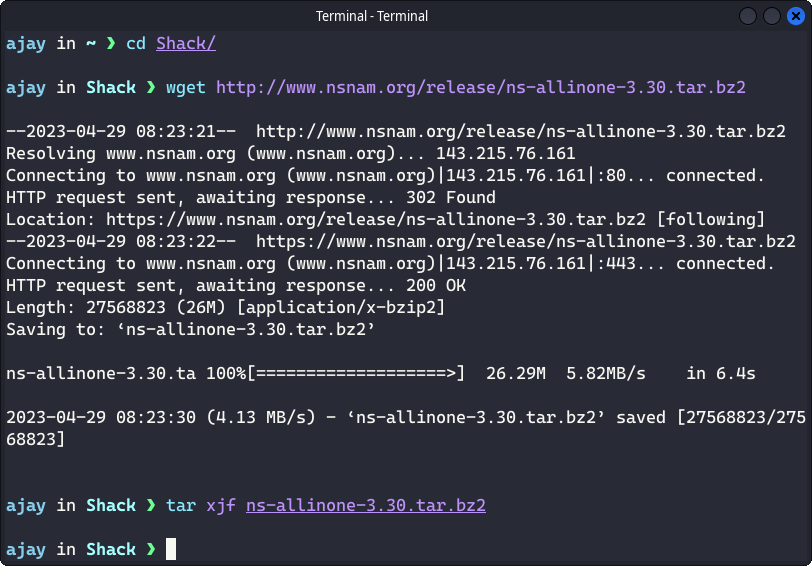 Terminal - Terminal
ajay in ~ ❯ cd Shack/
ajay in Shack ❯ wget http://www.nsnam.org/release/ns-allinone-3.30.tar.bz2
--2023-04-29 08:23:21--  http://www.nsnam.org/release/ns-allinone-3.30.tar.bz2
Resolving www.nsnam.org (www.nsnam.org)... 143.215.76.161
Connecting to www.nsnam.org (www.nsnam.org)|143.215.76.161|:80... connected.
HTTP request sent, awaiting response... 302 Found
Location: https://www.nsnam.org/release/ns-allinone-3.30.tar.bz2 [following]
--2023-04-29 08:23:22--  https://www.nsnam.org/release/ns-allinone-3.30.tar.bz2
Connecting to www.nsnam.org (www.nsnam.org)|143.215.76.161|:443... connected.
HTTP request sent, awaiting response... 200 OK
Length: 27568823 (26M) [application/x-bzip2]
Saving to: ‘ns-allinone-3.30.tar.bz2’
ns-allinone-3.30.ta 100%[===================>]  26.29M  5.82MB/s    in 6.4s
2023-04-29 08:23:30 (4.13 MB/s) - ‘ns-allinone-3.30.tar.bz2’ saved [27568823/275
68823]
ajay in Shack ❯ tar xjf ns-allinone-3.30.tar.bz2
ajay in Shack ❯